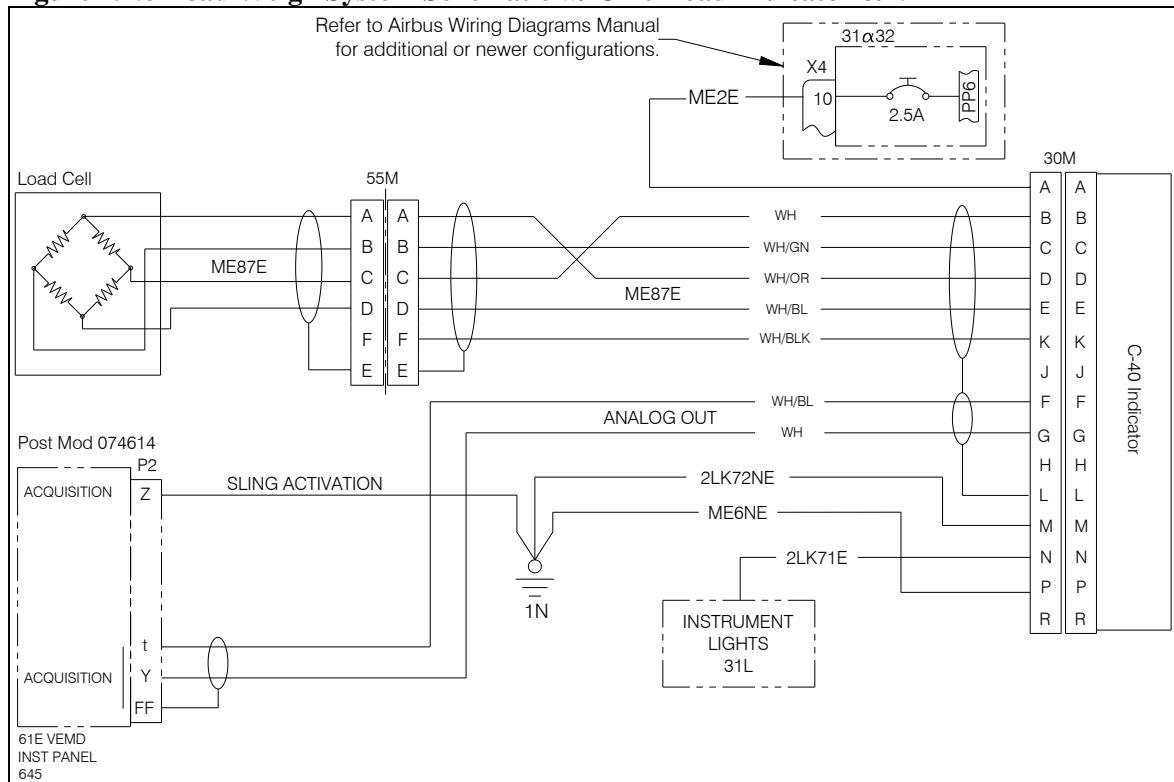 Refer to Airbus Wiring Diagrams Manual
for additional or newer configurations.
31α32
X4
10
2.5A
PP6
ME2E
30M
Load Cell
55M
A A
B B
C C
D D
F F
E E
ME87E
ME87E
WH
WH/GN
WH/OR
WH/BL
WH/BLK
WH/BL
ANALOG OUT
WH
A A
B B
C C
D D
E E
K K
J J
F F
G G
H H
L L
M M
N N
P P
R R
C-40 Indicator
Post Mod 074614
P2
ACQUISITION
Z
SLING ACTIVATION
2LK72NE
ME6NE
1N
2LK71E
INSTRUMENT
LIGHTS
31L
t
ACQUISITION
Y
FF
61E VEMD
INST PANEL
645